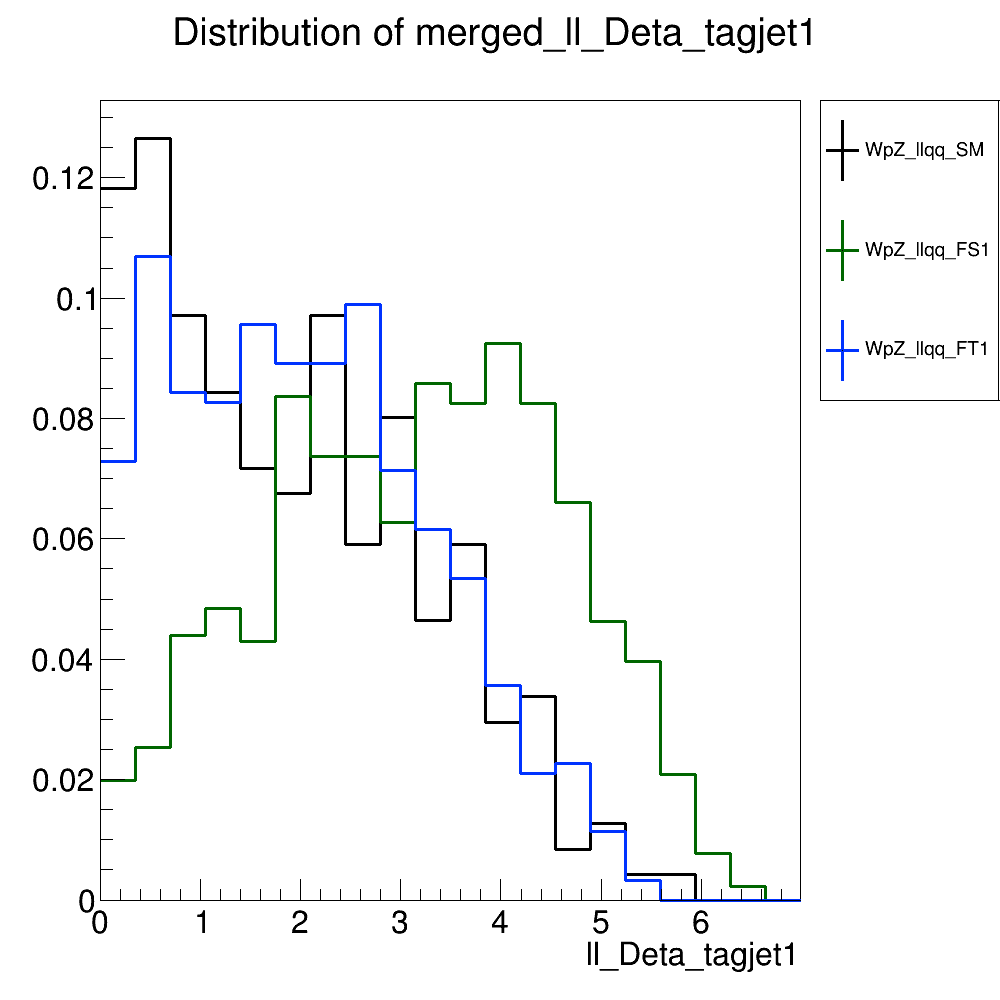 Distribution of merged_ll_Deta_tagjet1
0.12
0.1
0.08
0.06
0.04
0.02
0
0 1 2 3 4 5 6
ll_Deta_tagjet1
WpZ_llqq_SM
WpZ_llqq_FS1
WpZ_llqq_FT1